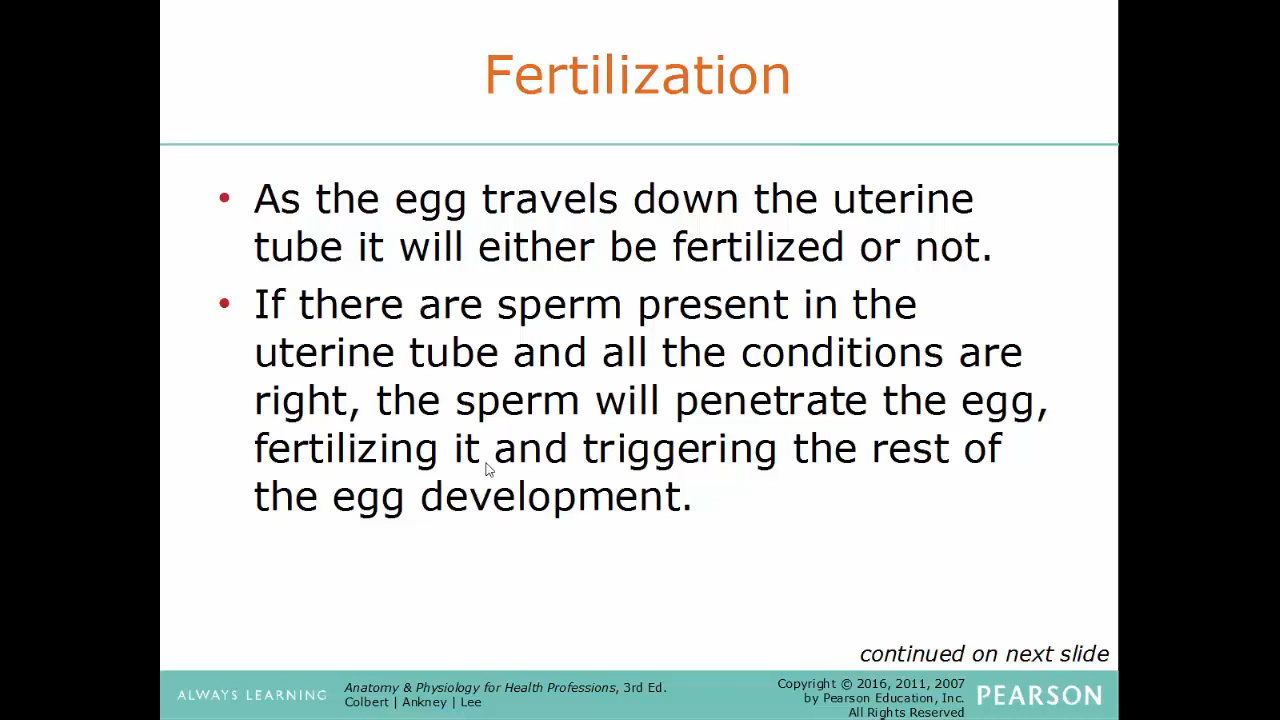 Fertilization
• As the egg travels down the uterine
tube it will either be fertilized or not.
• If there are sperm present in the
uterine tube and all the conditions are
right, the sperm will penetrate the egg,
fertilizing it and triggering the rest of
the egg development.
continued on next slide
ALWAYS LEARNING
Anatomy & Physiology for Health Professions, 3rd Ed.
Colbert | Ankney | Lee
Copyright © 2016, 2011, 2007
by Pearson Education, Inc.
All Rights Reserved
PEARSON